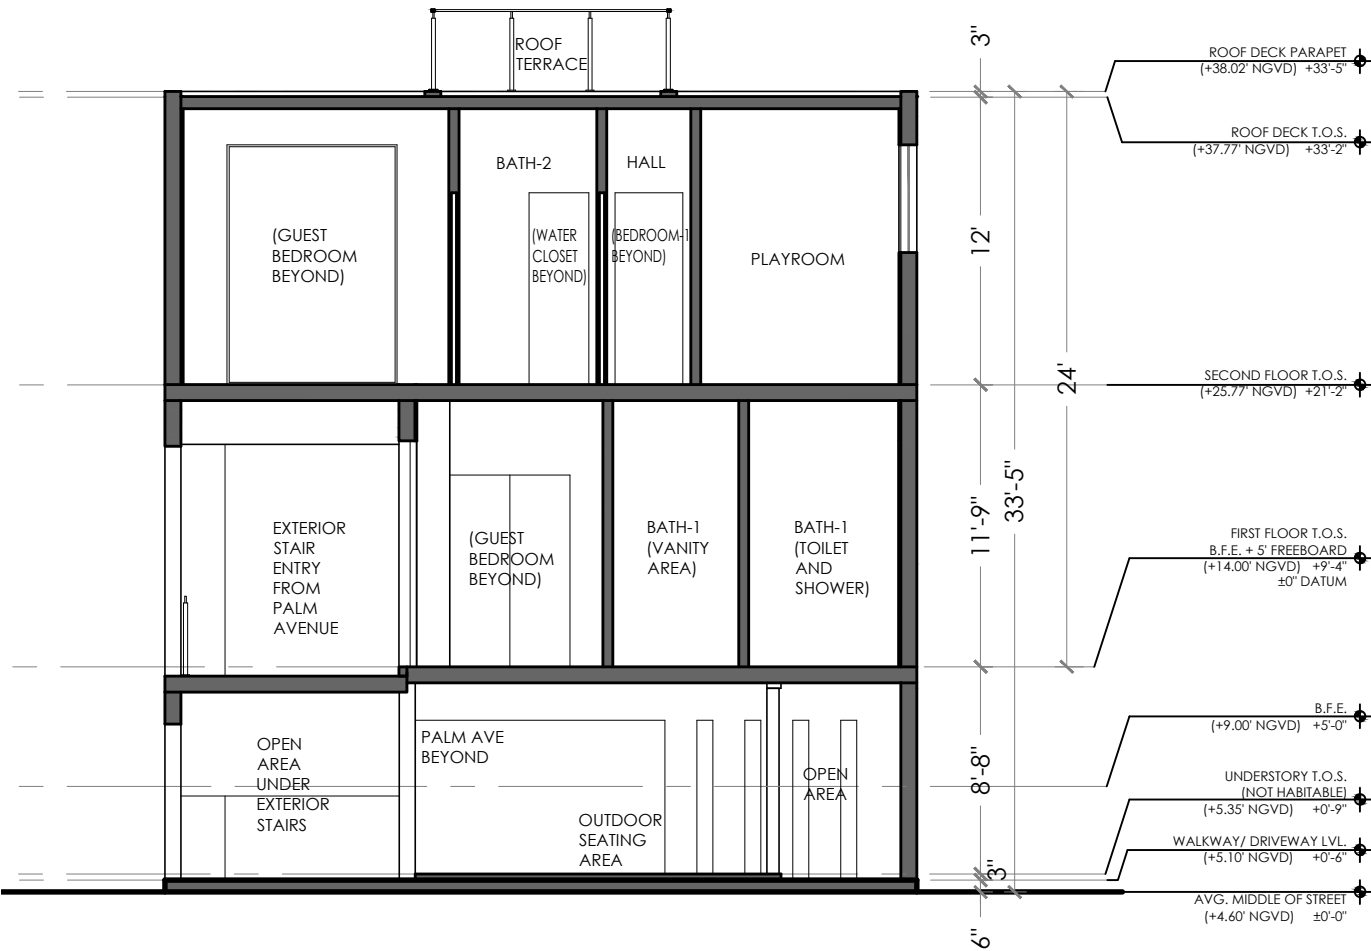 ROOF
TERRACE
3"
ROOF DECK PARAPET
(+38.02' NGVD) +33'-5"
ROOF DECK T.O.S.
(+37.77' NGVD) +33'-2"
BATH-2
HALL
(GUEST
BEDROOM
BEYOND)
(WATER
CLOSET
BEYOND)
(BEDROOM-1
BEYOND)
PLAYROOM
12'
24'
SECOND FLOOR T.O.S.
(+25.77' NGVD) +21'-2"
EXTERIOR
STAIR
ENTRY
FROM
PALM
AVENUE
(GUEST
BEDROOM
BEYOND)
BATH-1
(VANITY
AREA)
BATH-1
(TOILET
AND
SHOWER)
11'-9"
33'-5"
FIRST FLOOR T.O.S.
B.F.E. + 5' FREEBOARD
(+14.00' NGVD) +9'-4"
±0" DATUM
OPEN
AREA
UNDER
EXTERIOR
STAIRS
PALM AVE
BEYOND
OUTDOOR
SEATING
AREA
OPEN
AREA
8'-8"
3"
6"
B.F.E.
(+9.00' NGVD) +5'-0"
UNDERSTORY T.O.S.
(NOT HABITABLE)
(+5.35' NGVD) +0'-9"
WALKWAY/ DRIVEWAY LVL.
(+5.10' NGVD) +0'-6"
AVG. MIDDLE OF STREET
(+4.60' NGVD) ±0'-0"